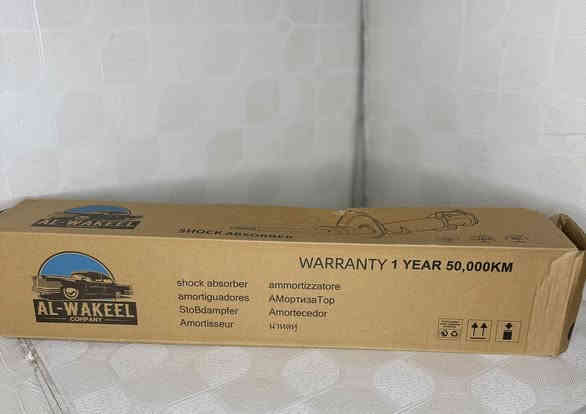 AL-WAKEEL
SHOCK ABSORBER
WARRANTY 1 YEAR 50,000KM
AL-WAKEEL
COMPANY
shock absorber
amortiguadores
StoBdampfer
Amortisseur
ammortizzatore
АМортизаТор
Amortecedor